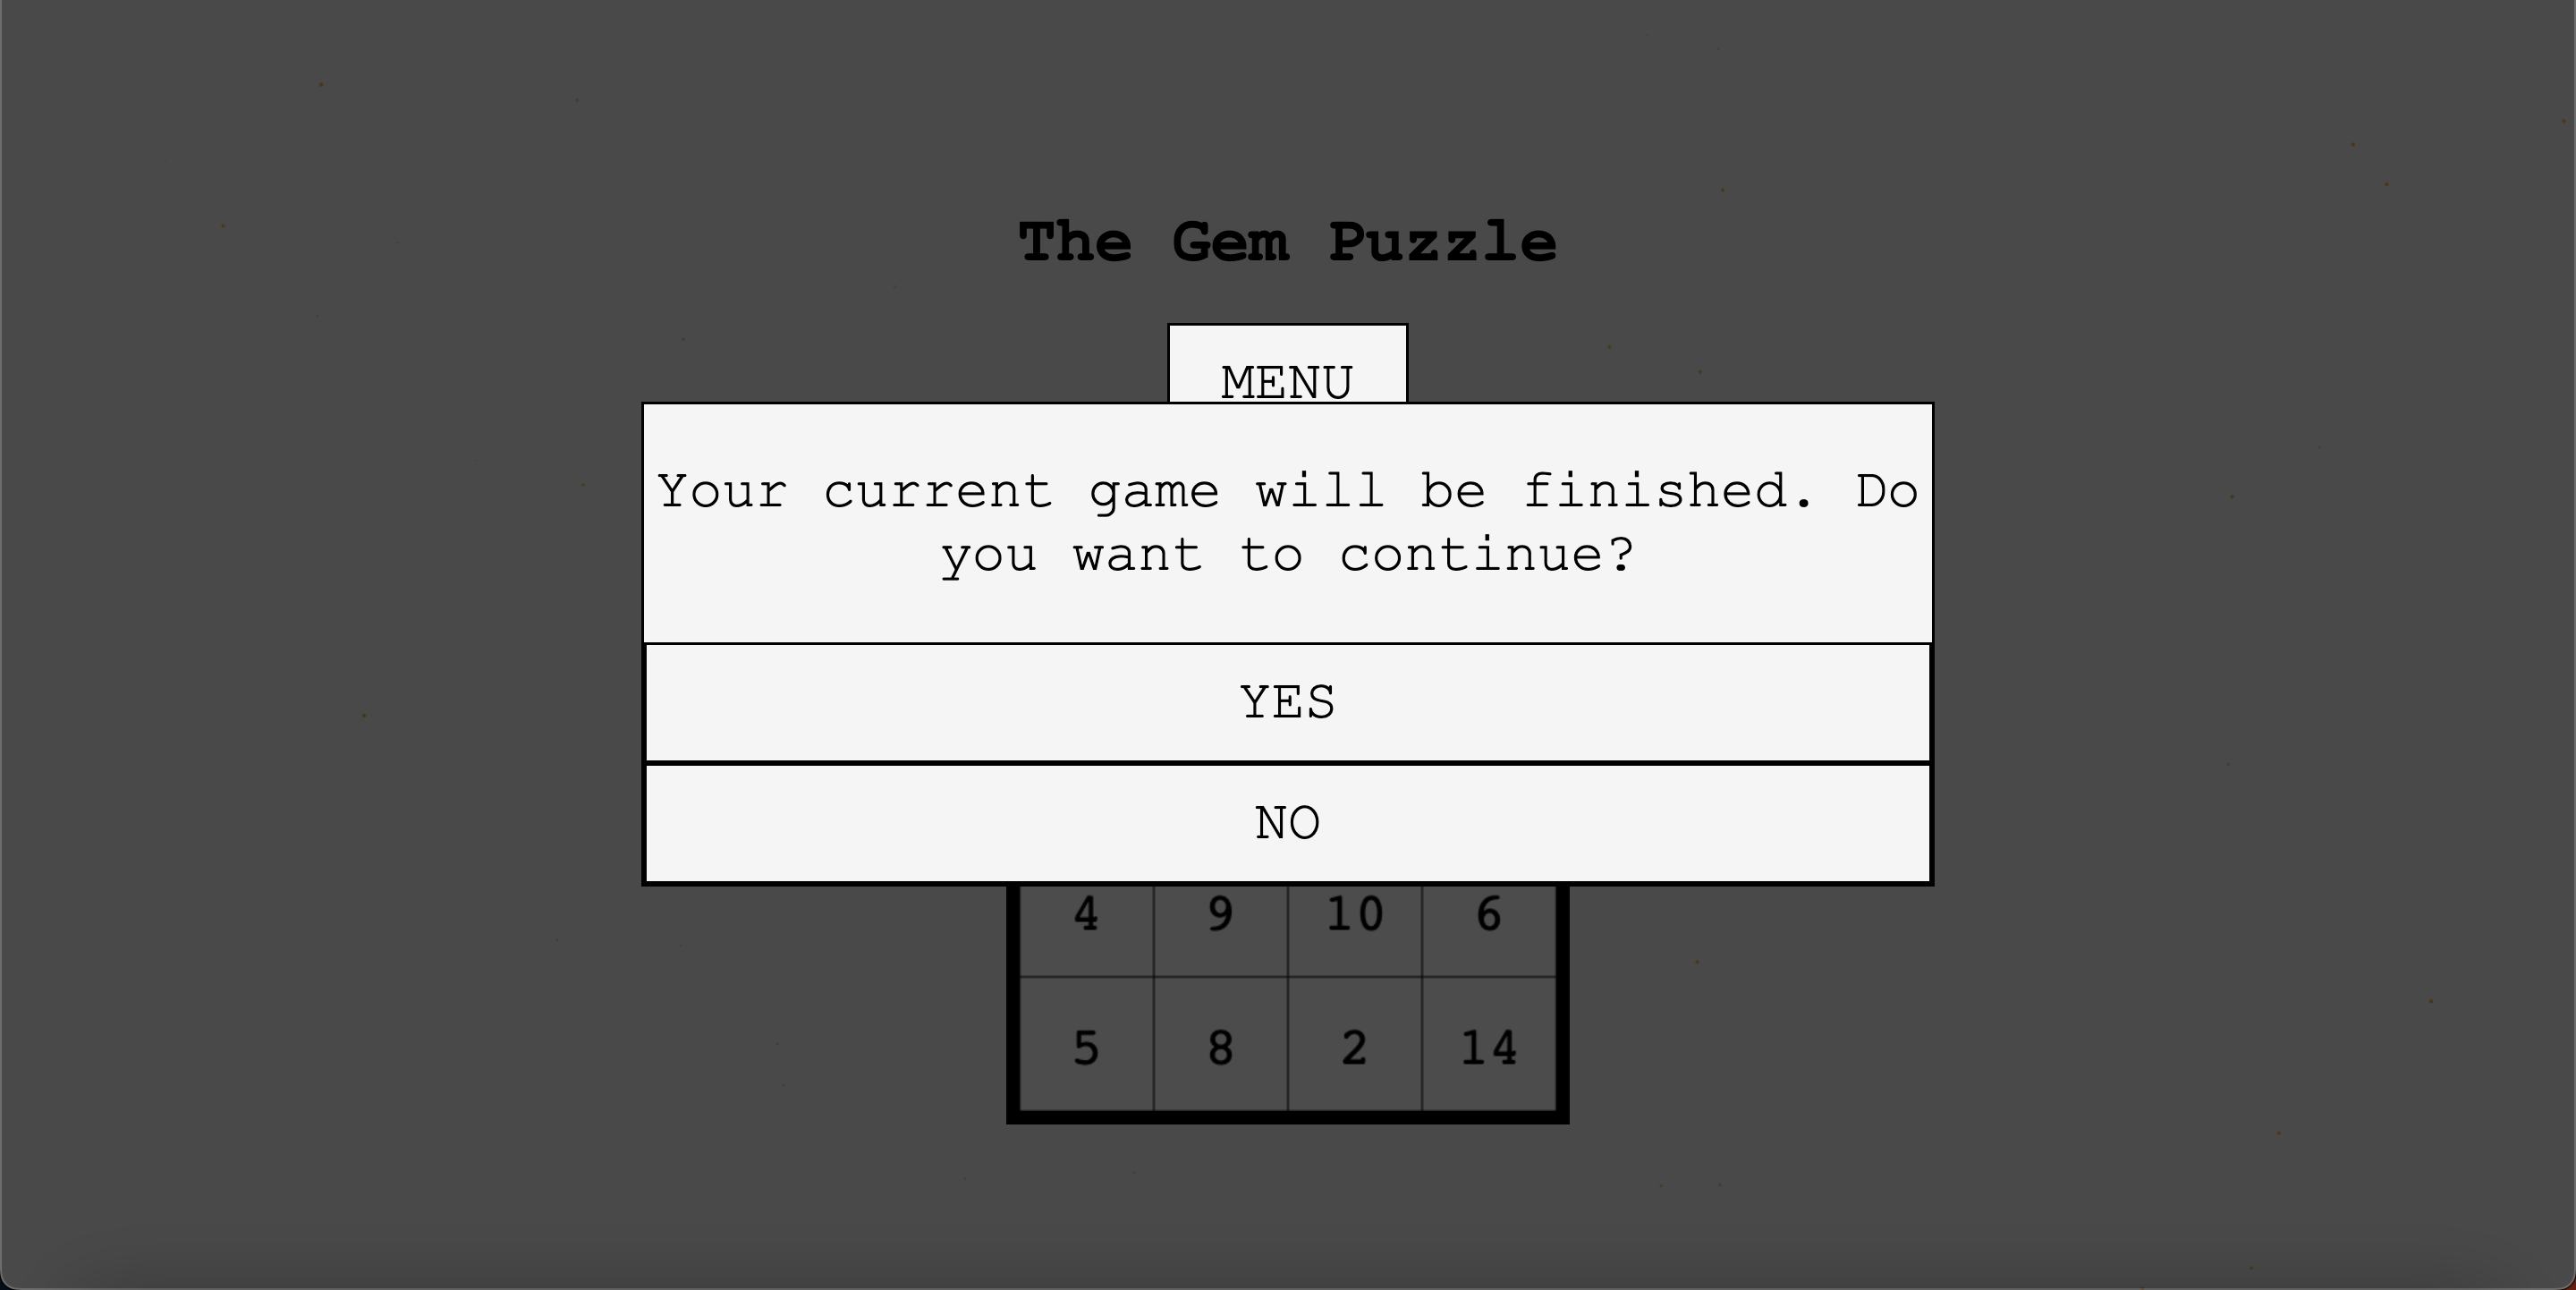 The Gem Puzzle
MENU
Your current game will be finished. Do
you want to continue?
YES
NO
4 9 10 6
5 8 2 14